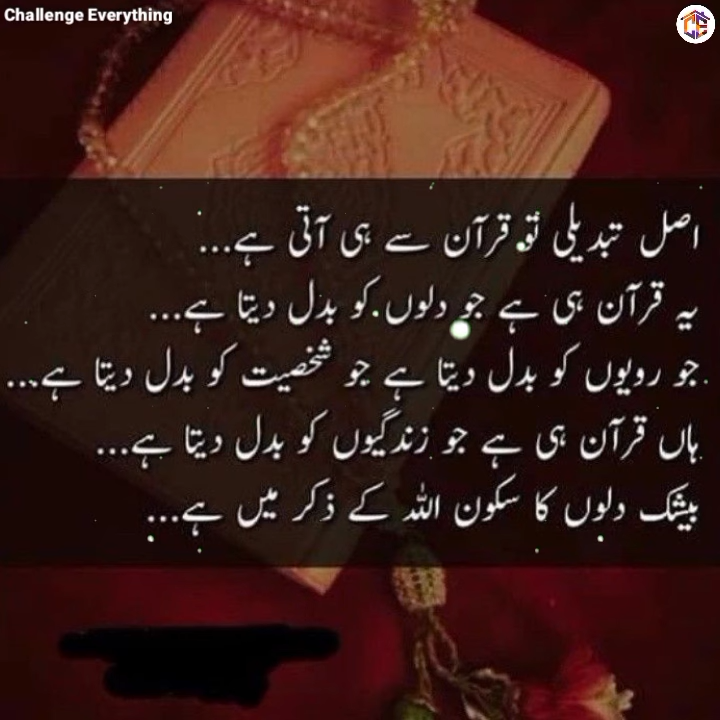 Challenge Everything
اصل تبدیلی تو قرآن سے ہی آتی ہے...
یہ قرآن ہی ہے جو دلوں کو بدل دیتا ہے...
جو رویوں کو بدل دیتا ہے جو شخصیت کو بدل دیتا ہے...
ہاں قرآن ہی ہے جو زندگیوں کو بدل دیتا ہے...
بیشک دلوں کا سکون اللہ کے ذکر میں ہے...